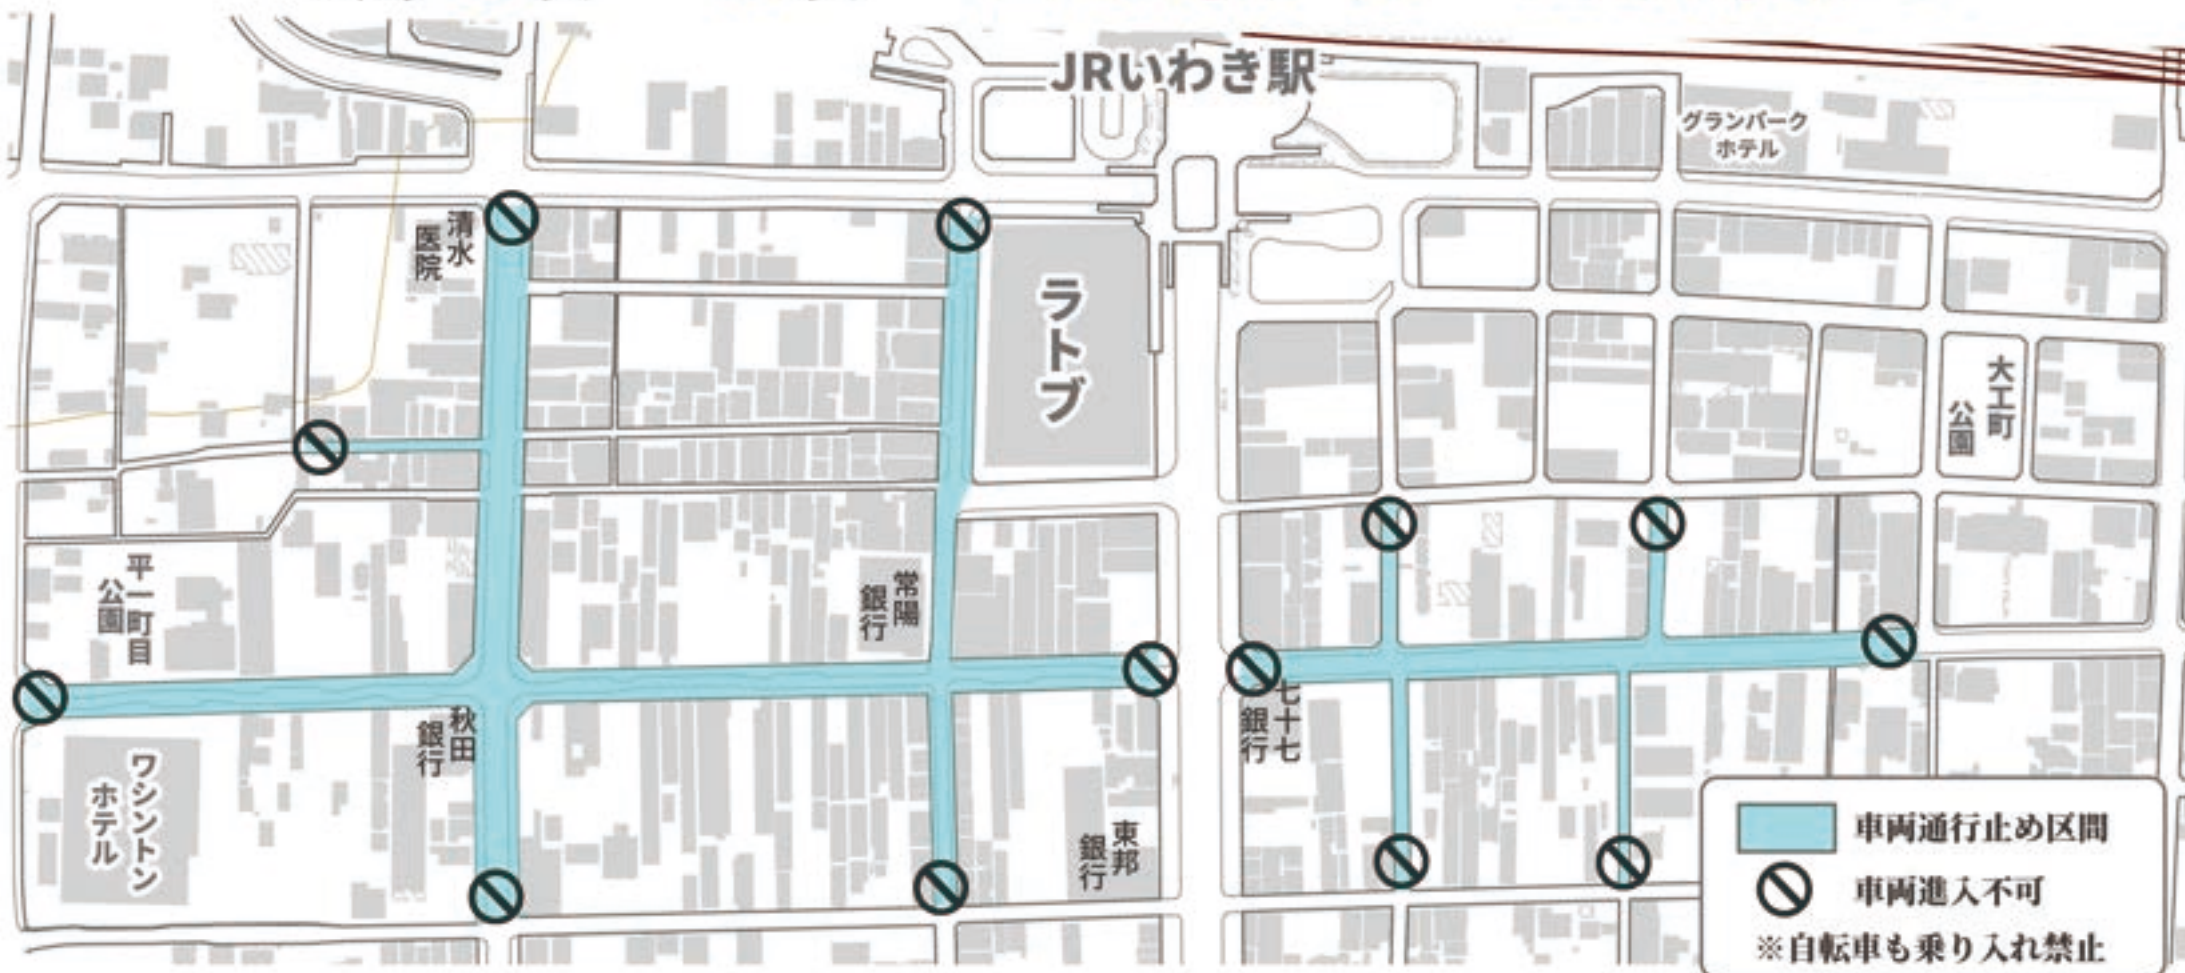 JRいわき駅
グランパーク
ホテル
清水
医院
ラトブ
大工町
公園
平一町目
公園
常陽
銀行
秋田
銀行
七十七
銀行
ワシントン
ホテル
東邦
銀行
車両通行止め区間
車両進入不可
※自転車も乗り入れ禁止